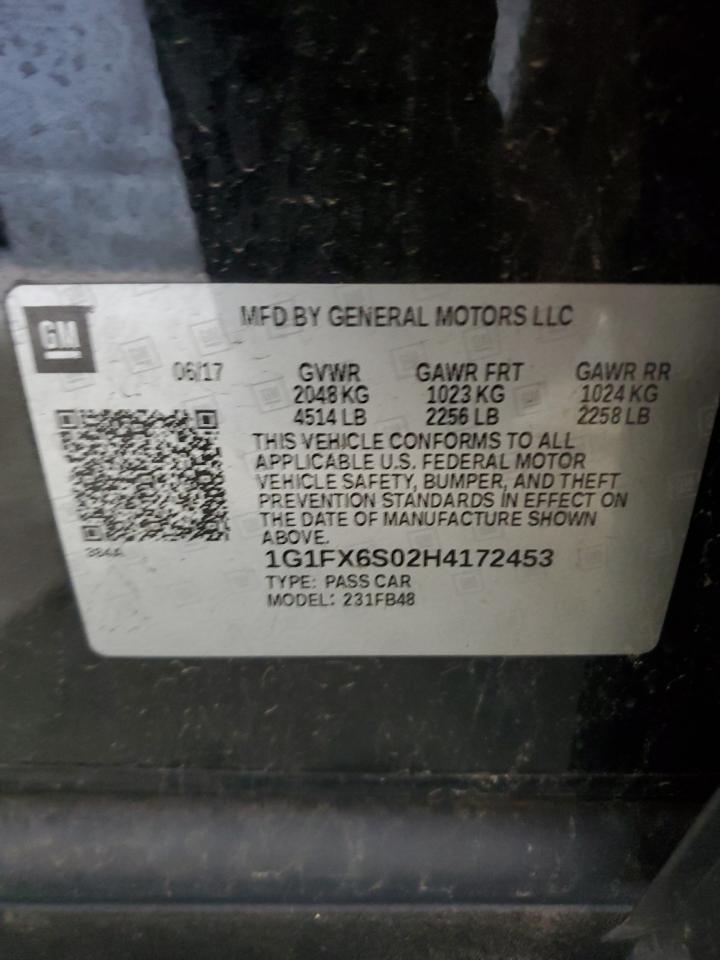 GM
MFD BY GENERAL MOTORS LLC
06/17 GVWR GAWR FRT GAWR RR
2048 KG 1023 KG 1024 KG
4514 LB 2256 LB 2258 LB
THIS VEHICLE CONFORMS TO ALL
APPLICABLE U.S. FEDERAL MOTOR
VEHICLE SAFETY, BUMPER, AND THEFT
PREVENTION STANDARDS IN EFFECT ON
THE DATE OF MANUFACTURE SHOWN
ABOVE.
384A
1G1FX6S02H4172453
TYPE: PASS CAR
MODEL: 231FB48